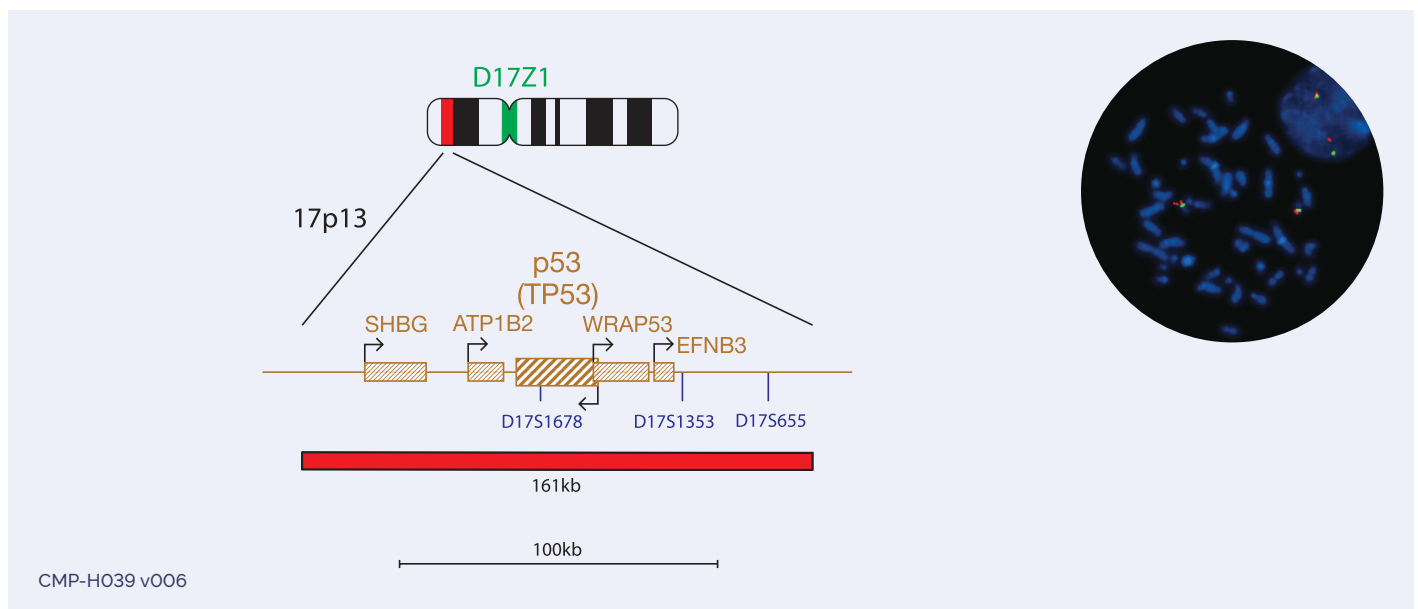 D17Z1
17p13
p53
(TP53)
SHBG
ATP1B2
WRAP53
EFNB3
D17S1678
D17S1353
D17S655
161kb
100kb
CMP-H039 v006